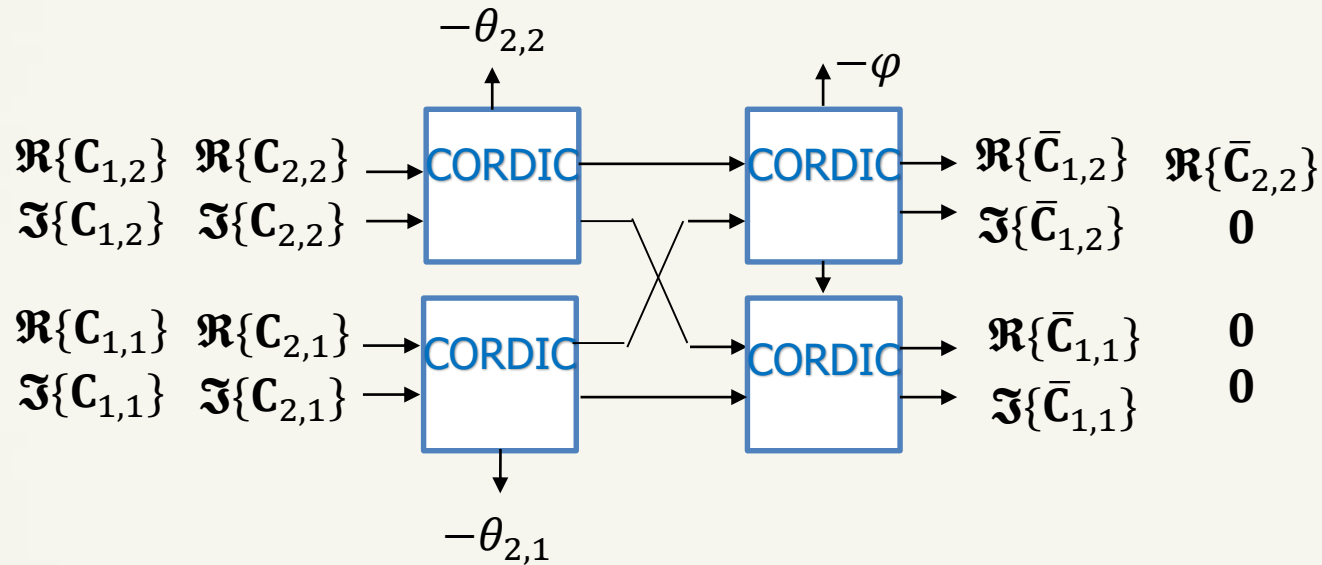 −θ₂,₂
−φ
ℜ{C₁,₂} ℜ{C₂,₂} CORDIC CORDIC ℜ{C̄₁,₂} ℜ{C̄₂,₂}
ℑ{C₁,₂} ℑ{C₂,₂} ℑ{C̄₁,₂} 0
ℜ{C₁,₁} ℜ{C₂,₁} CORDIC CORDIC ℜ{C̄₁,₁} 0
ℑ{C₁,₁} ℑ{C₂,₁} ℑ{C̄₁,₁} 0
−θ₂,₁